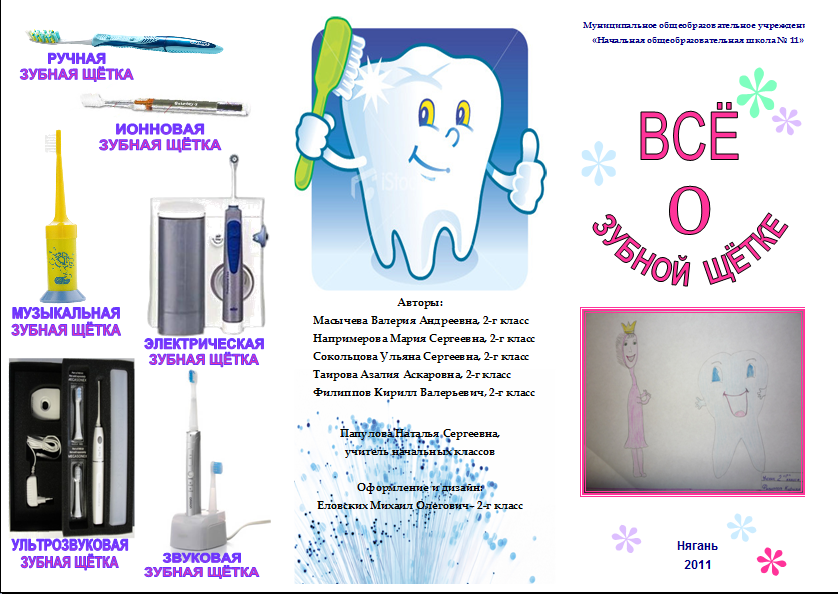 РУЧНАЯ
ЗУБНАЯ ЩЁТКА
ИОННОВАЯ
ЗУБНАЯ ЩЁТКА
МУЗЫКАЛЬНАЯ
ЗУБНАЯ ЩЁТКА
ЭЛЕКТРИЧЕСКАЯ
ЗУБНАЯ ЩЁТКА
УЛЬТРОЗВУКОВАЯ
ЗУБНАЯ ЩЁТКА
ЗВУКОВАЯ
ЗУБНАЯ ЩЁТКА
Авторы:
Масычева Валерия Андреевна, 2-г класс
Напримерова Мария Сергеевна, 2-г класс
Сокольцова Ульяна Сергеевна, 2-г класс
Таирова Азалия Аскаровна, 2-г класс
Филиппов Кирилл Валерьевич, 2-г класс
Папулова Наталья Сергеевна,
учитель начальных классов
Оформление и дизайн:
Еловских Михаил Олегович– 2-г класс
Муниципальное общеобразовательное учреждени
«Начальная общеобразовательная школа № 11»
ВСЁ
О
ЗУБНОЙ ЩЁТКЕ
Нягань
2011